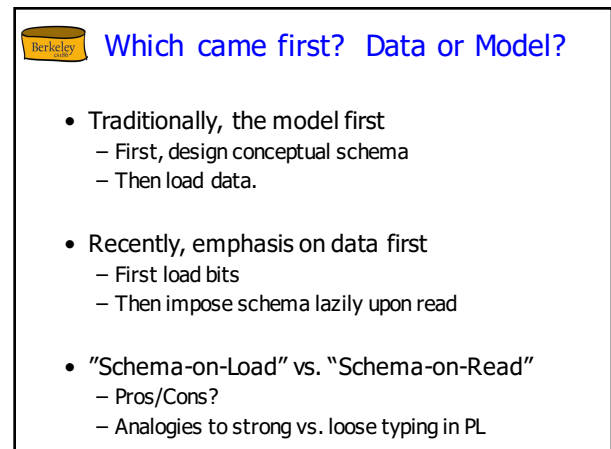 Berkeley
cs186
Which came first? Data or Model?
• Traditionally, the model first
– First, design conceptual schema
– Then load data.
• Recently, emphasis on data first
– First load bits
– Then impose schema lazily upon read
• ”Schema-on-Load” vs. “Schema-on-Read”
– Pros/Cons?
– Analogies to strong vs. loose typing in PL